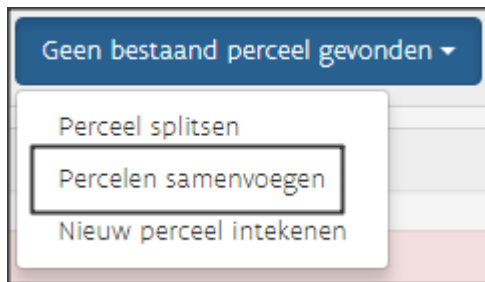 Geen bestaand perceel gevonden
Perceel splitsen
Percelen samenvoegen
Nieuw perceel intekenen